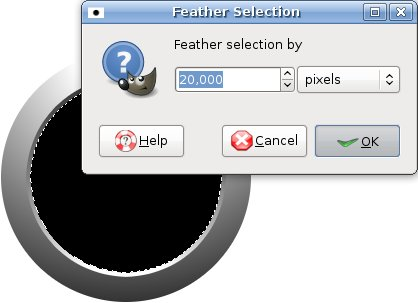 Feather Selection
Feather selection by
20,000 pixels
Help Cancel OK